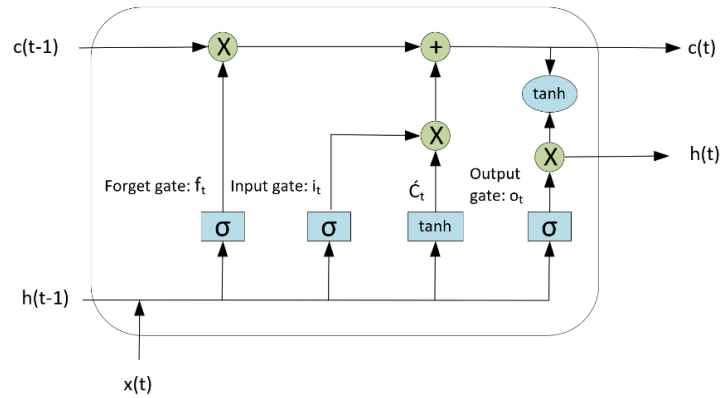 c(t-1)
X
+
c(t)
tanh
X
X
h(t)
Forget gate: fₜ
Input gate: iₜ
Ćₜ
Output
gate: oₜ
σ
σ
tanh
σ
h(t-1)
x(t)